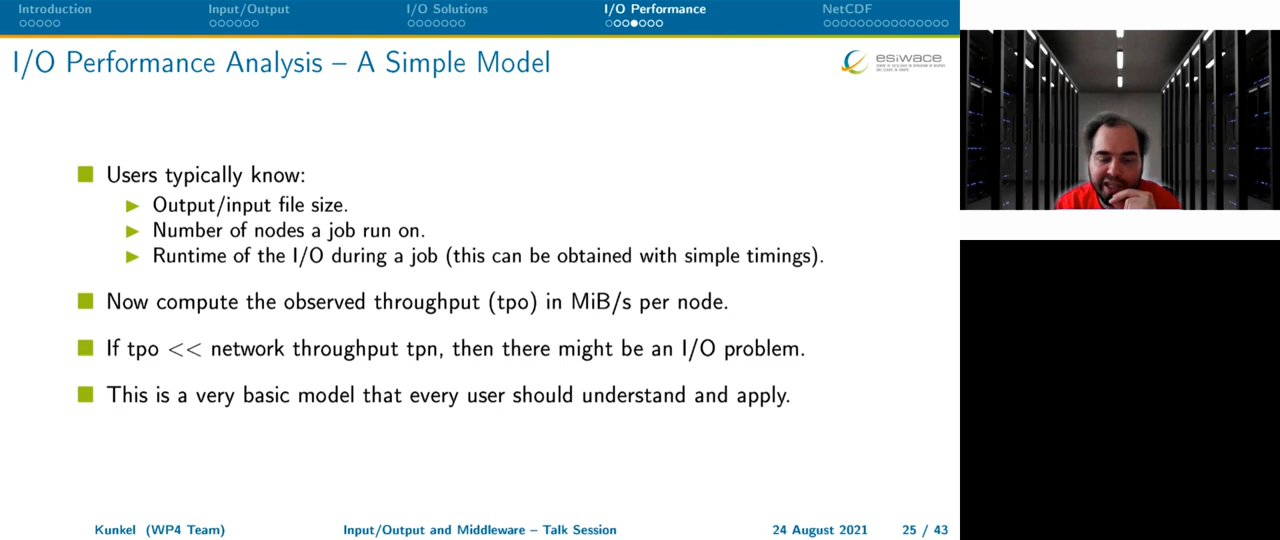 Introduction Input/Output I/O Solutions I/O Performance NetCDF
I/O Performance Analysis – A Simple Model
esiwace
Users typically know:
Output/input file size.
Number of nodes a job run on.
Runtime of the I/O during a job (this can be obtained with simple timings).
Now compute the observed throughput (tpo) in MiB/s per node.
If tpo << network throughput tpn, then there might be an I/O problem.
This is a very basic model that every user should understand and apply.
Kunkel (WP4 Team) Input/Output and Middleware – Talk Session 24 August 2021 25 / 43